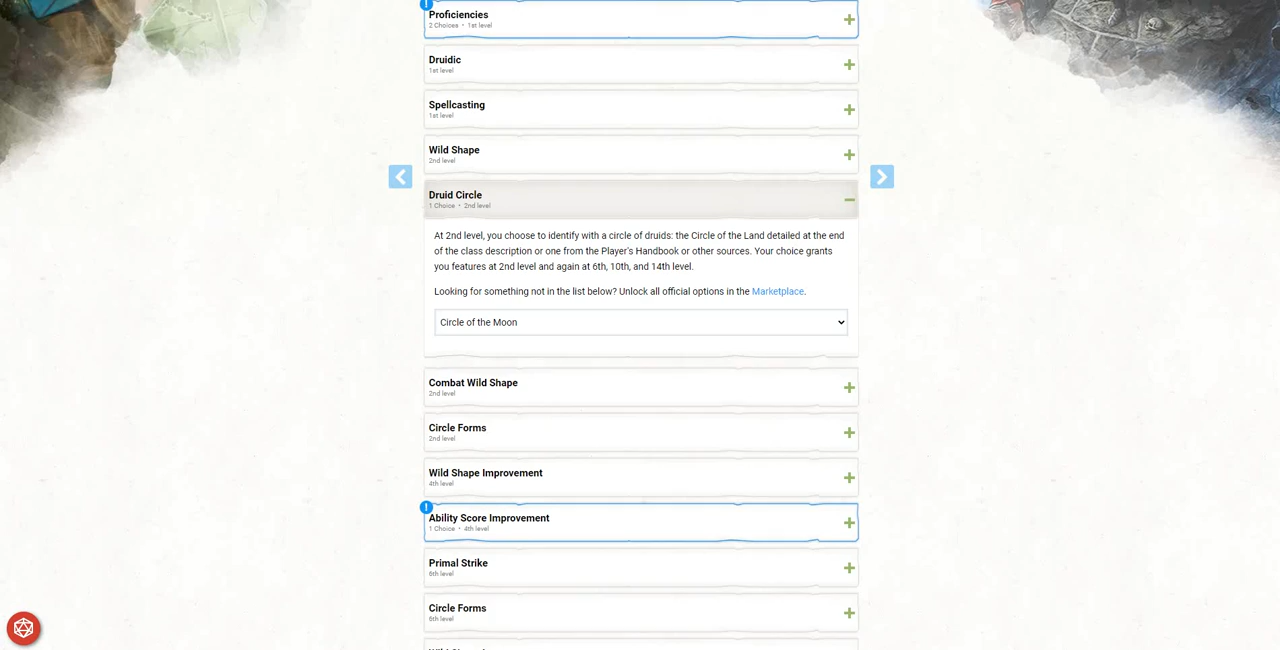 Proficiencies
2 Choices • 1st level
Druidic
1st level
Spellcasting
1st level
Wild Shape
2nd level
Druid Circle
1 Choice • 2nd level
At 2nd level, you choose to identify with a circle of druids: the Circle of the Land detailed at the end
of the class description or one from the Player's Handbook or other sources. Your choice grants
you features at 2nd level and again at 6th, 10th, and 14th level.
Looking for something not in the list below? Unlock all official options in the Marketplace.
Circle of the Moon
Combat Wild Shape
2nd level
Circle Forms
2nd level
Wild Shape Improvement
4th level
Ability Score Improvement
1 Choice • 4th level
Primal Strike
6th level
Circle Forms
6th level